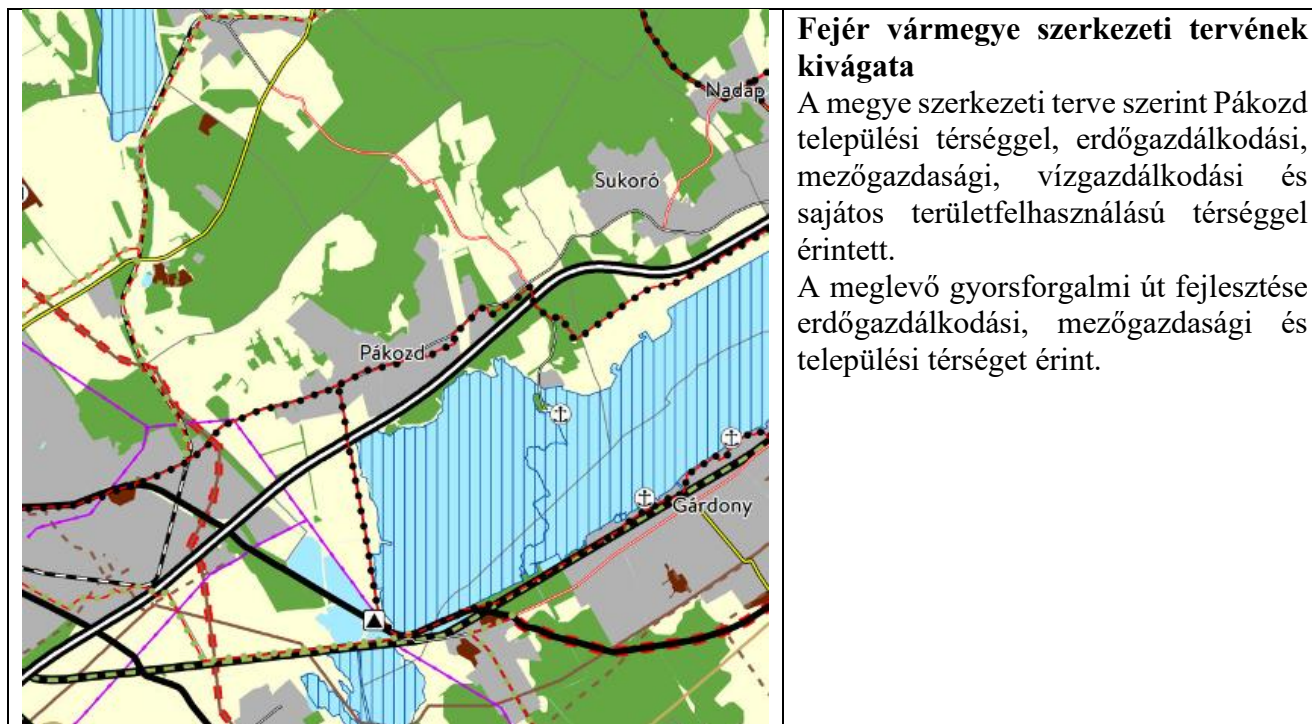 Nadap
Sukoró
Pákozd
Gárdony
Fejér vármegye szerkezeti tervének
kivágata
A megye szerkezeti terve szerint Pákozd
települési térséggel, erdőgazdálkodási,
mezőgazdasági, vízgazdálkodási és
sajátos területfelhasználású térséggel
érintett.
A meglevő gyorsforgalmi út fejlesztése
erdőgazdálkodási, mezőgazdasági és
települési térséget érint.